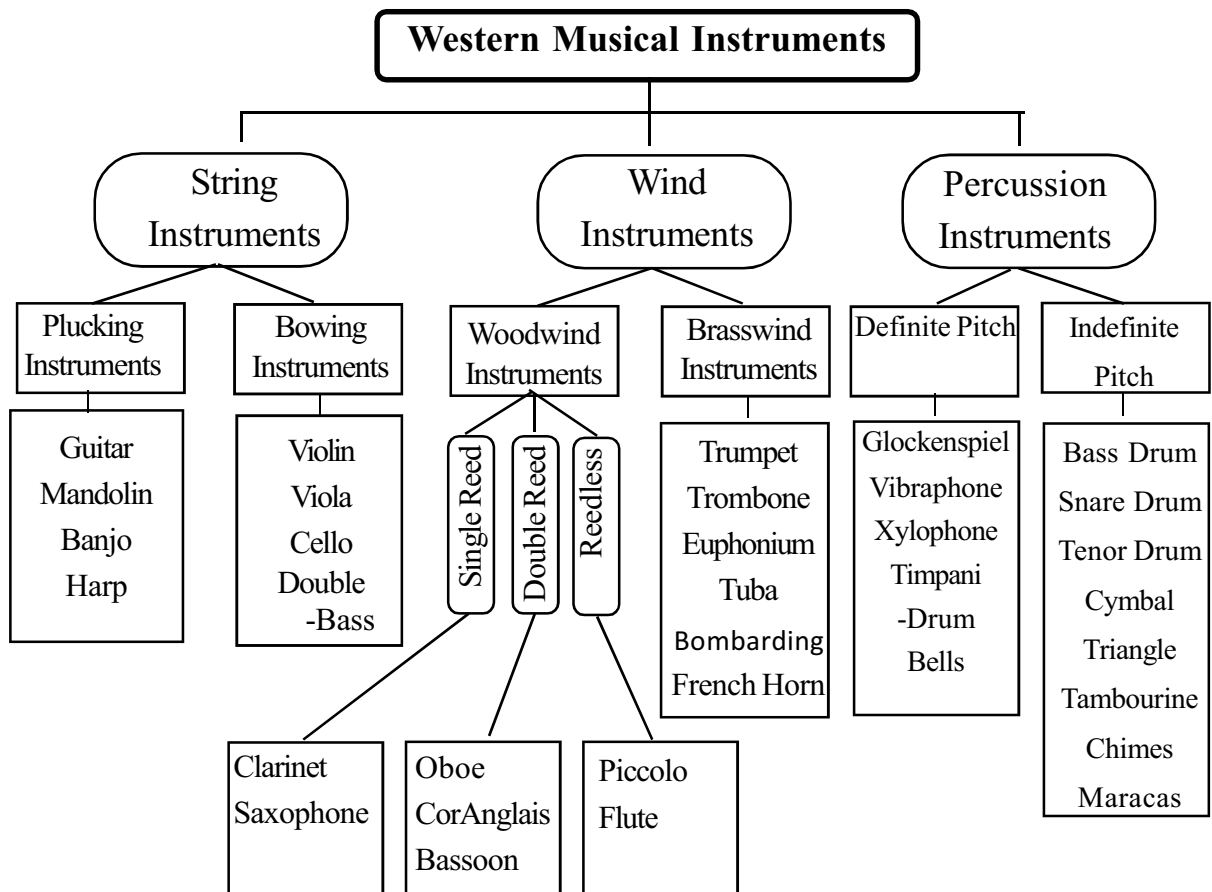 Western Musical Instruments
String
Instruments
Wind
Instruments
Percussion
Instruments
Plucking
Instruments
Bowing
Instruments
Woodwind
Instruments
Brasswind
Instruments
Definite Pitch
Indefinite
Pitch
Guitar
Mandolin
Banjo
Harp
Violin
Viola
Cello
Double
-Bass
Single Reed
Double Reed
Reedless
Trumpet
Trombone
Euphonium
Tuba
Bombarding
French Horn
Glockenspiel
Vibraphone
Xylophone
Timpani
-Drum
Bells
Bass Drum
Snare Drum
Tenor Drum
Cymbal
Triangle
Tambourine
Chimes
Maracas
Clarinet
Saxophone
Oboe
CorAnglais
Bassoon
Piccolo
Flute